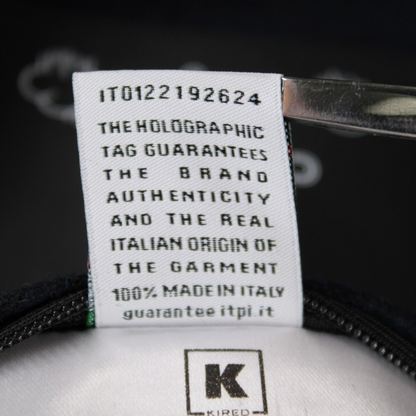 IT0122192624
THE HOLOGRAPHIC
TAG GUARANTEES
THE BRAND
AUTHENTICITY
AND THE REAL
ITALIAN ORIGIN OF
THE GARMENT
100% MADE IN ITALY
guarantee itpi.it
K
KIRED